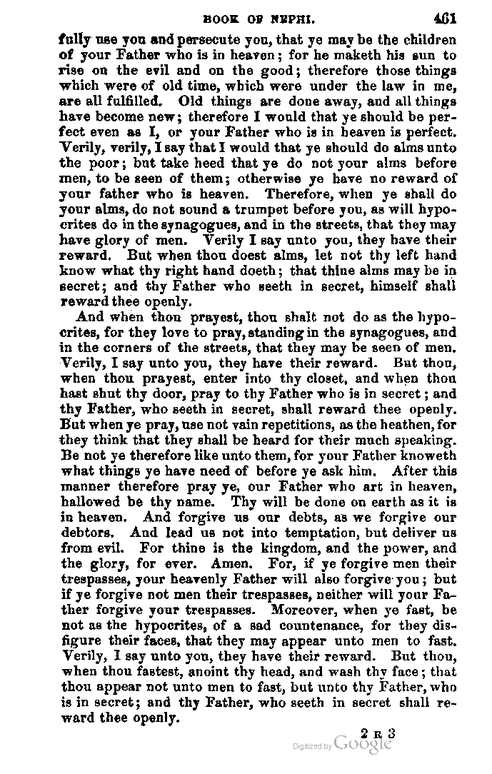 BOOK OF NEPHI. 461
fully use you and persecute you, that ye may be the children
of your Father who is in heaven; for he maketh his sun to
rise on the evil and on the good; therefore those things
which were of old time, which were under the law in me,
are all fulfilled. Old things are done away, and all things
have become new; therefore I would that ye should be per-
fect even as I, or your Father who is in heaven is perfect.
Verily, verily, I say that I would that ye should do alms unto
the poor; but take heed that ye do not your alms before
men, to be seen of them; otherwise ye have no reward of
your father who is heaven. Therefore, when ye shall do
your alms, do not sound a trumpet before you, as will hypo-
crites do in the synagogues, and in the streets, that they may
have glory of men. Verily I say unto you, they have their
reward. But when thou doest alms, let not thy left hand
know what thy right hand doeth; that thine alms may be in
secret; and thy Father who seeth in secret, himself shall
reward thee openly.
And when thou prayest, thou shalt not do as the hypo-
crites, for they love to pray, standing in the synagogues, and
in the corners of the streets, that they may be seen of men.
Verily, I say unto you, they have their reward. But thou,
when thou prayest, enter into thy closet, and when thou
hast shut thy door, pray to thy Father who is in secret; and
thy Father, who seeth in secret, shall reward thee openly.
But when ye pray, use not vain repetitions, as the heathen, for
they think that they shall be heard for their much speaking.
Be not ye therefore like unto them, for your Father knoweth
what things ye have need of before ye ask him. After this
manner therefore pray ye, our Father who art in heaven,
hallowed be thy name. Thy will be done on earth as it is
in heaven. And forgive us our debts, as we forgive our
debtors. And lead us not into temptation, but deliver us
from evil. For thine is the kingdom, and the power, and
the glory, for ever. Amen. For, if ye forgive men their
trespasses, your heavenly Father will also forgive you; but
if ye forgive not men their trespasses, neither will your Fa-
ther forgive your trespasses. Moreover, when ye fast, be
not as the hypocrites, of a sad countenance, for they dis-
figure their faces, that they may appear unto men to fast.
Verily, I say unto you, they have their reward. But thou,
when thou fastest, anoint thy head, and wash thy face; that
thou appear not unto men to fast, but unto thy Father, who
is in secret; and thy Father, who seeth in secret shall re-
ward thee openly.
2 R 3
Digitized by Google